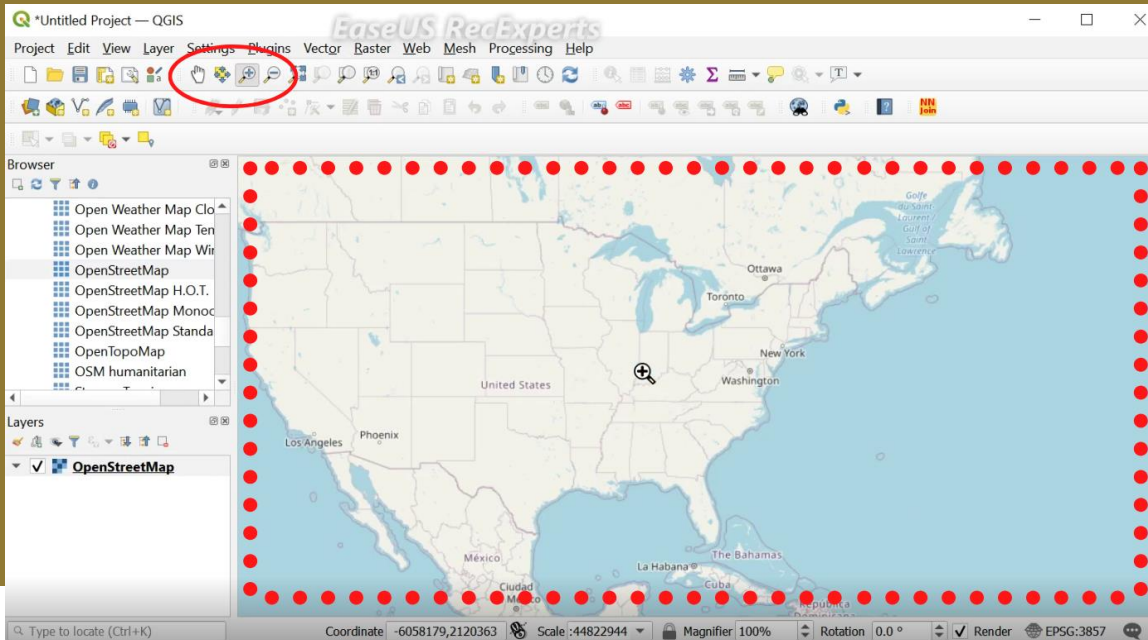 *Untitled Project — QGIS
EaseUS RecExperts
Project Edit View Layer Settings Plugins Vector Raster Web Mesh Processing Help
NN
join
Browser
Open Weather Map Clo
Open Weather Map Ten
Open Weather Map Wir
OpenStreetMap
OpenStreetMap H.O.T.
OpenStreetMap Monoc
OpenStreetMap Standa
OpenTopoMap
OSM humanitarian
Layers
OpenStreetMap
Golfe
du Saint-
Laurent /
Gulf of
Saint
Lawrence
Ottawa
Toronto
New York
United States
Washington
Phoenix
Los Angeles
México
The Bahamas
La Habana
Cuba
Ciudad
República
Type to locate (Ctrl+K)
Coordinate -6058179,2120363 Scale :44822944 Magnifier 100% Rotation 0.0 ° Render EPSG:3857